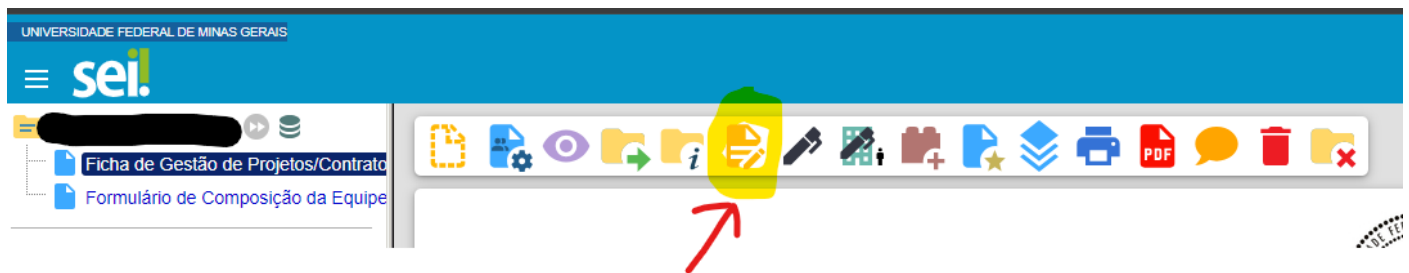 UNIVERSIDADE FEDERAL DE MINAS GERAIS
sei!
Ficha de Gestão de Projetos/Contrato
Formulário de Composição da Equipe
i
PDF